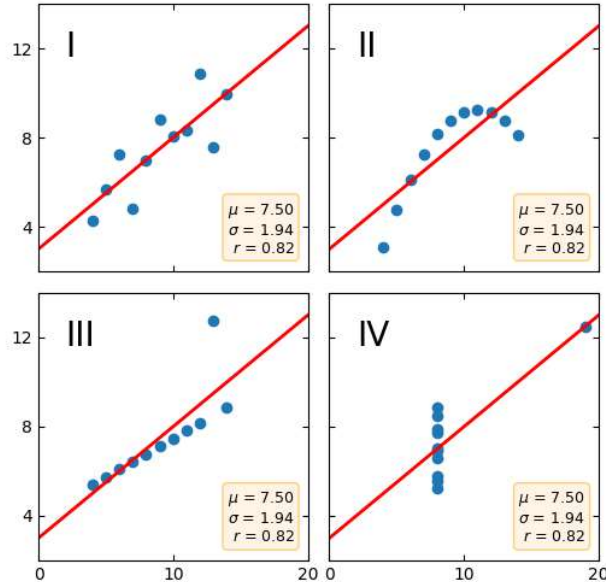 I
12
8
4
μ = 7.50
σ = 1.94
r = 0.82
II
μ = 7.50
σ = 1.94
r = 0.82
III
12
8
4
0
10
20
μ = 7.50
σ = 1.94
r = 0.82
IV
0
10
20
μ = 7.50
σ = 1.94
r = 0.82